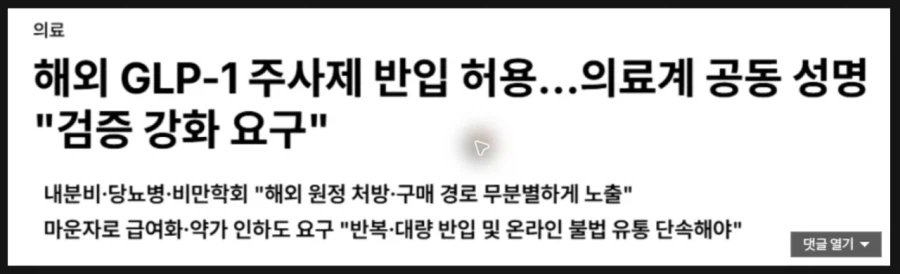 의료
해외 GLP-1 주사제 반입 허용...의료계 공동 성명
"검증 강화 요구"
내분비·당뇨병·비만학회 "해외 원정 처방·구매 경로 무분별하게 노출"
마운자로 급여화·약가 인하도 요구 "반복·대량 반입 및 온라인 불법 유통 단속해야"
댓글 열기